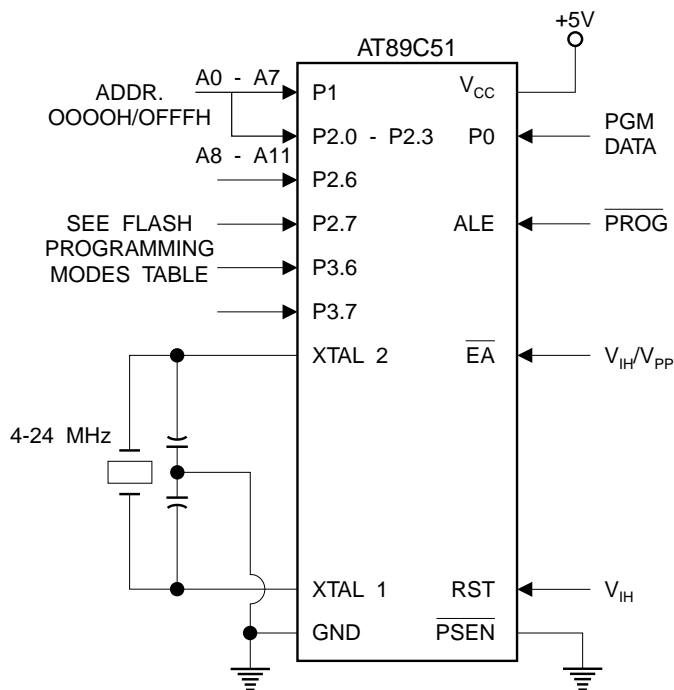 +5V
AT89C51
A0 - A7
ADDR.
OOOOH/OFFFH
P1
VCC
P2.0 - P2.3
P0
PGM
DATA
A8 - A11
P2.6
SEE FLASH
PROGRAMMING
MODES TABLE
P2.7
ALE
PROG
P3.6
P3.7
XTAL 2
EA
VIH/VPP
4-24 MHz
XTAL 1
RST
VIH
GND
PSEN